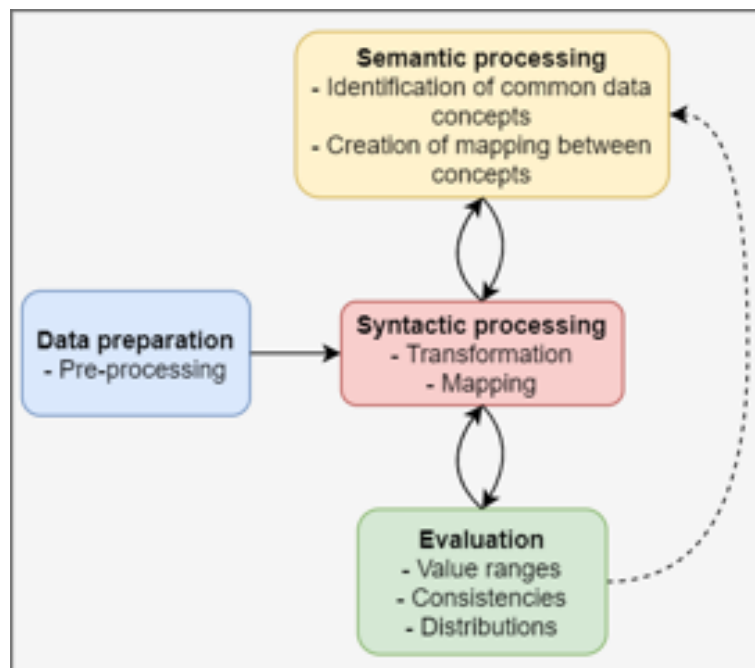 Semantic processing
- Identification of common data
concepts
- Creation of mapping between
concepts
Data preparation
- Pre-processing
Syntactic processing
- Transformation
- Mapping
Evaluation
- Value ranges
- Consistencies
- Distributions